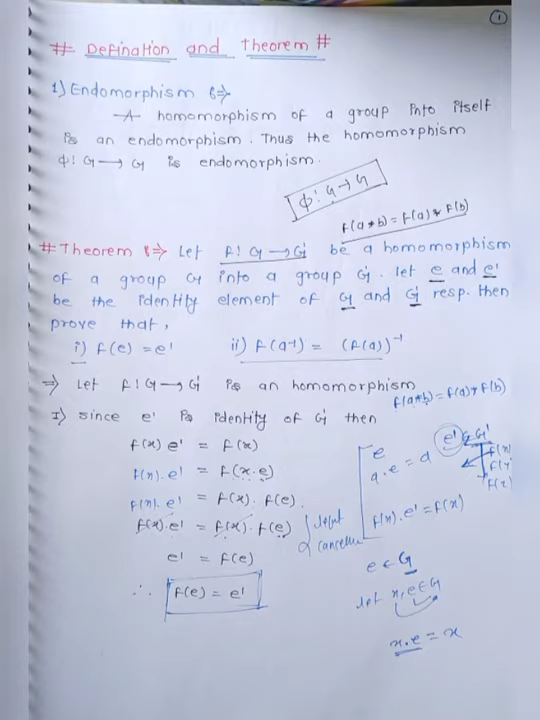 1
# Defination and Theorem #
1) Endomorphism :⇒
A homomorphism of a group into itself
is an endomorphism. Thus the homomorphism
φ: G → G is endomorphism.
φ: G → G
f(a*b) = f(a) * f(b)
# Theorem :⇒ Let f: G → G' be a homomorphism
of a group G into a group G'. let e and e'
be the identity element of G and G' resp. then
prove that,
i) f(e) = e' ii) f(a-1) = (f(a))-1
⇒ Let f: G → G' is an homomorphism
f(a*b) = f(a)*f(b)
I) since e' is identity of G' then
f(x) e' = f(x)
f(x). e' = f(x.e)
f(x). e' = f(x). f(e)
f(x).e' = f(x). f(e)
e' = f(e)
∴ f(e) = e'
left
cancella
e
a.e = a
e' ∈ G'
f(x)
f(y)
f(z)
f(x). e' = f(x)
e ∈ G
let x, e ∈ G
x.e = x